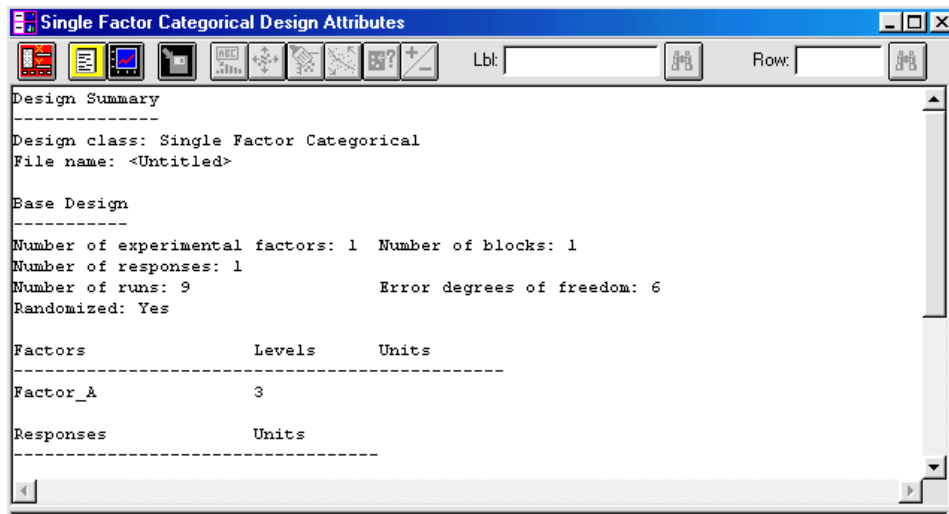 Single Factor Categorical Design Attributes
ABC ? Lbl: Row:
Design Summary
--------------
Design class: Single Factor Categorical
File name: <Untitled>
Base Design
-----------
Number of experimental factors: 1 Number of blocks: 1
Number of responses: 1
Number of runs: 9 Error degrees of freedom: 6
Randomized: Yes
Factors Levels Units
-----------------------------------------------
Factor_A 3
Responses Units
-----------------------------------